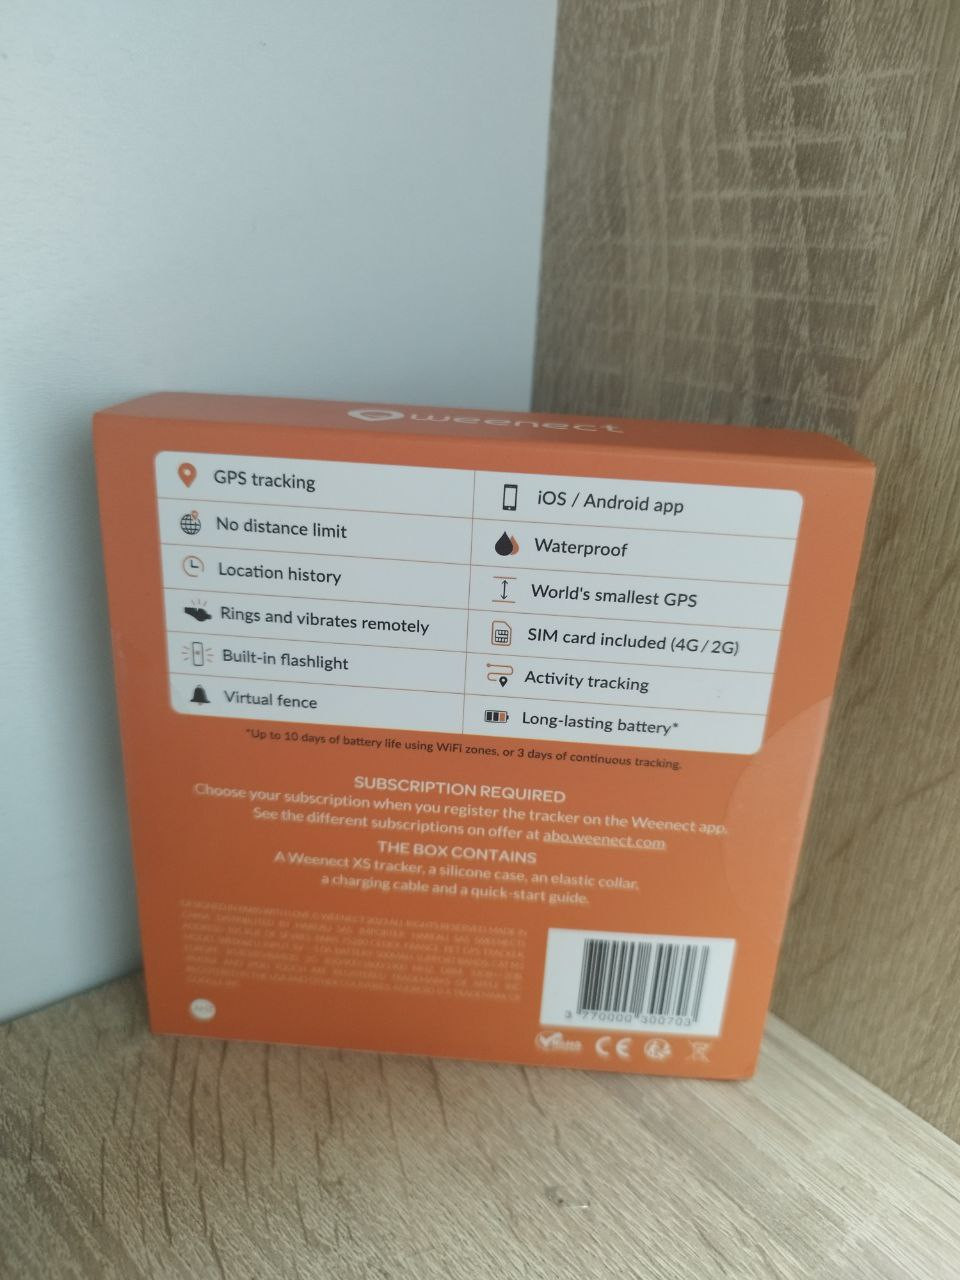 weenect
GPS tracking
No distance limit
Location history
Rings and vibrates remotely
Built-in flashlight
Virtual fence
iOS / Android app
Waterproof
World's smallest GPS
SIM card included (4G / 2G)
Activity tracking
Long-lasting battery*
*Up to 10 days of battery life using WiFi zones, or 3 days of continuous tracking.
SUBSCRIPTION REQUIRED
Choose your subscription when you register the tracker on the Weenect app.
See the different subscriptions on offer at abo.weenect.com
THE BOX CONTAINS
A Weenect XS tracker, a silicone case, an elastic collar,
a charging cable and a quick-start guide.
3 770000 300703
RoHS
CE